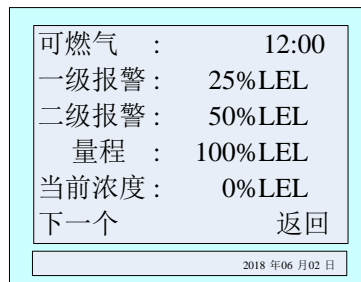 可燃气 : 12:00
一级报警 : 25%LEL
二级报警 : 50%LEL
量程 : 100%LEL
当前浓度 : 0%LEL
下一个 返回
2018 年06 月02 日